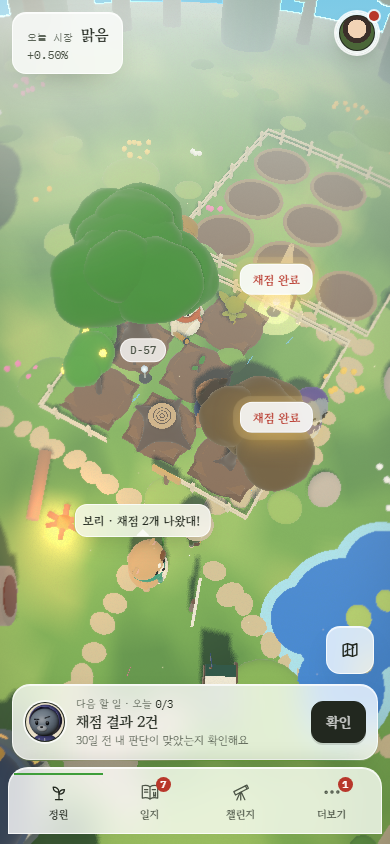 오늘 시장 맑음
+0.50%
채점 완료
D-57
채점 완료
보리 · 채점 2개 나왔대!
다음 할 일 · 오늘 0/3
채점 결과 2건
30일 전 내 판단이 맞았는지 확인해요
확인
7
1
정원
일지
챌린지
더보기